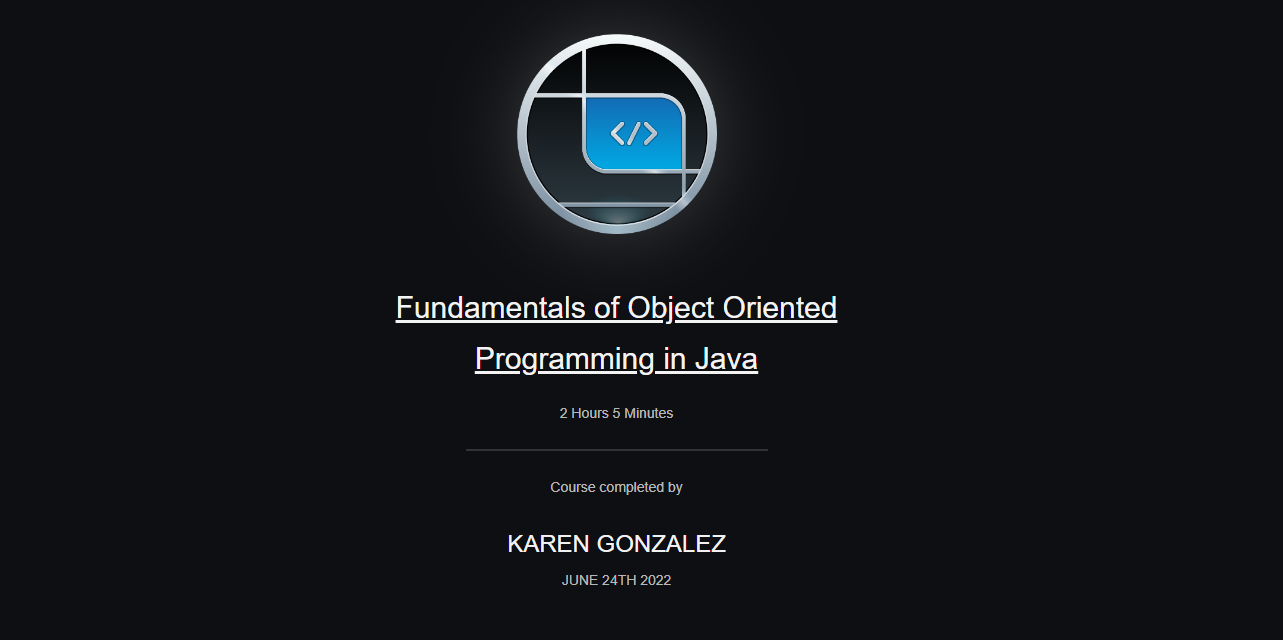 </>
Fundamentals of Object Oriented
Programming in Java
2 Hours 5 Minutes
Course completed by
KAREN GONZALEZ
JUNE 24TH 2022